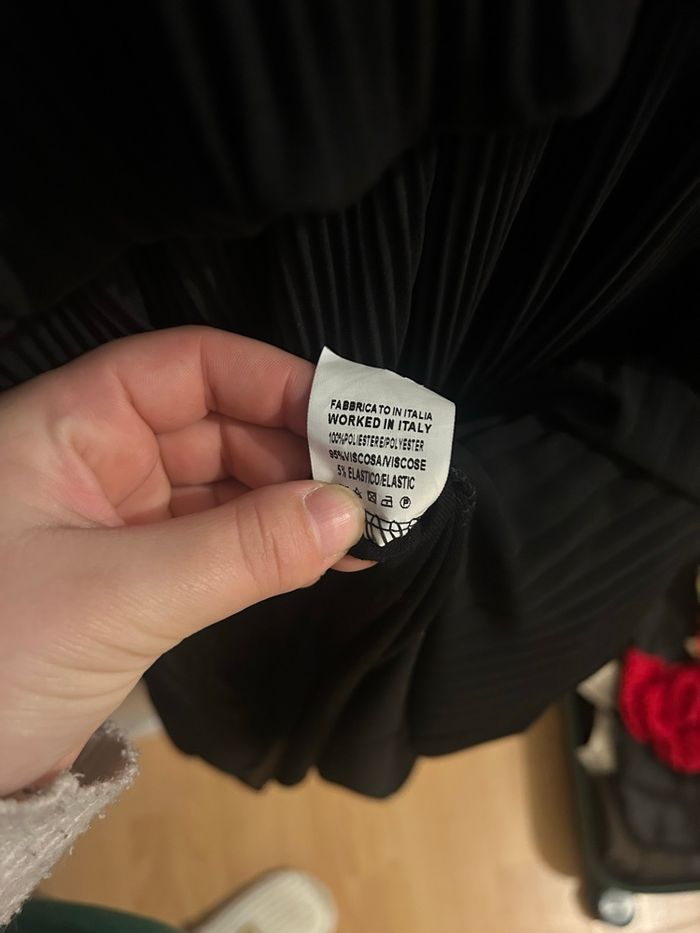 FABBRICATO IN ITALIA
WORKED IN ITALY
100%POLIESTERE/POLYESTER
95%VISCOSA/VISCOSE
5% ELASTICO/ELASTIC